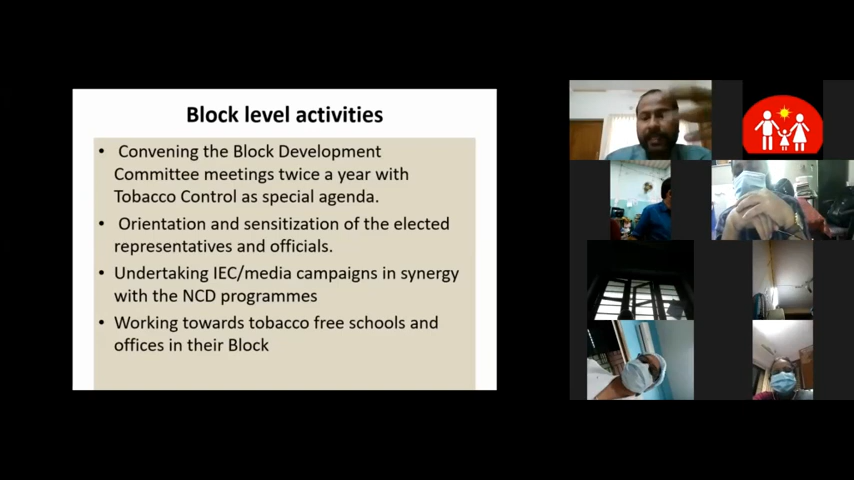 Block level activities
• Convening the Block Development
Committee meetings twice a year with
Tobacco Control as special agenda.
• Orientation and sensitization of the elected
representatives and officials.
• Undertaking IEC/media campaigns in synergy
with the NCD programmes
• Working towards tobacco free schools and
offices in their Block